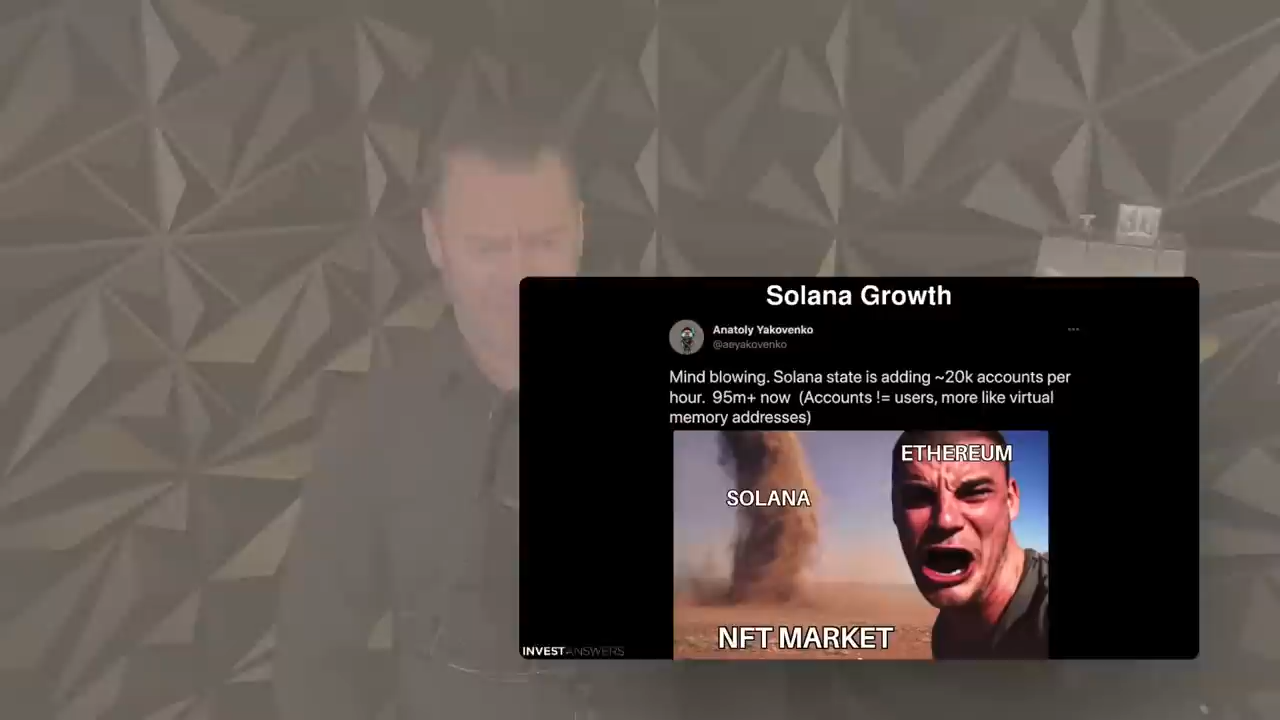 Solana Growth
Anatoly Yakovenko
@aeyakovenko
Mind blowing. Solana state is adding ~20k accounts per
hour. 95m+ now (Accounts != users, more like virtual
memory addresses)
ETHEREUM
SOLANA
NFT MARKET
INVESTANSWERS